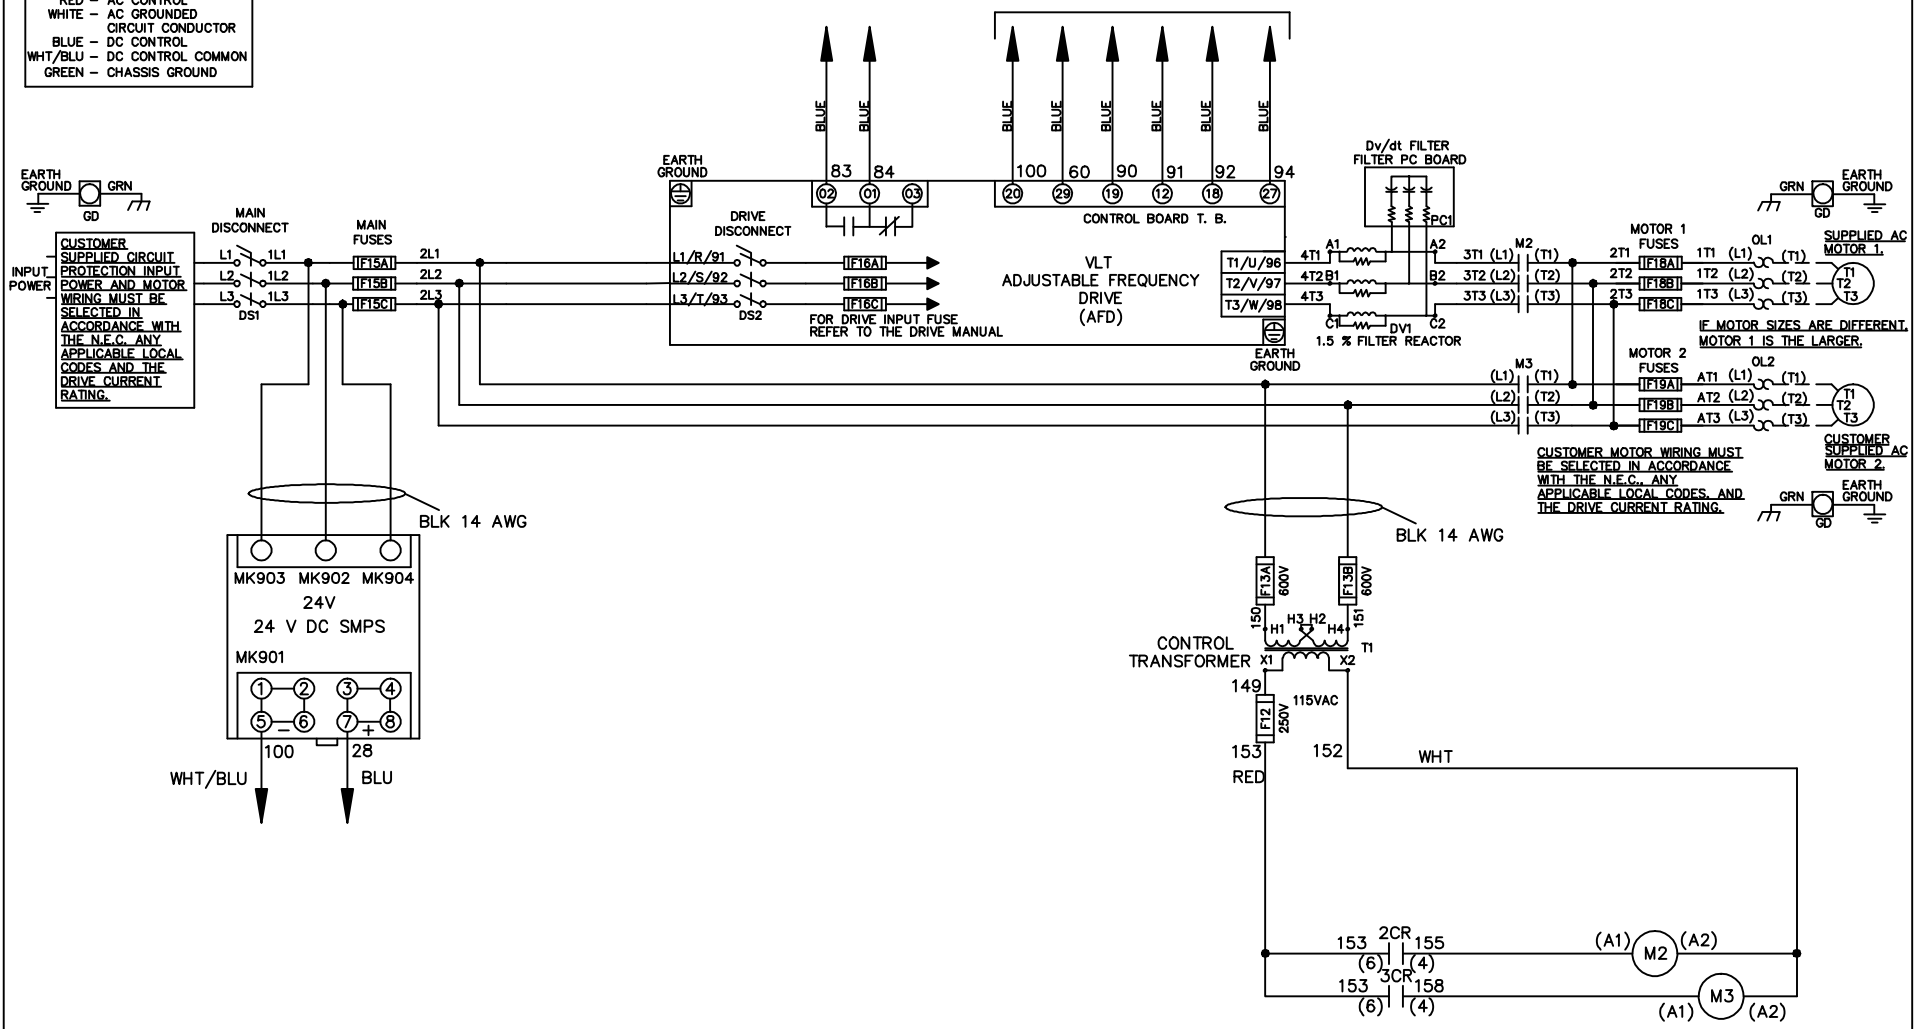 RED - AC CONTROL
WHITE - AC GROUNDED
CIRCUIT CONDUCTOR
BLUE - DC CONTROL
WHT/BLU - DC CONTROL COMMON
GREEN - CHASSIS GROUND
BLUE
BLUE
BLUE
BLUE
BLUE
BLUE
BLUE
BLUE
EARTH
GROUND
GRN
GD
MAIN
DISCONNECT
MAIN
FUSES
INPUT
POWER
CUSTOMER
SUPPLIED CIRCUIT
PROTECTION INPUT
POWER AND MOTOR
WIRING MUST BE
SELECTED IN
ACCORDANCE WITH
THE N.E.C. ANY
APPLICABLE LOCAL
CODES AND THE
DRIVE CURRENT
RATING.
L1 1L1 F15A 2L1
L2 1L2 F15B 2L2
L3 1L3 F15C 2L3
DS1
EARTH
GROUND
83 84
02 01 03
100 60 90 91 92 94
20 29 19 12 18 27
CONTROL BOARD T. B.
DRIVE
DISCONNECT
L1/R/91 F16A
L2/S/92 F16B
L3/T/93 F16C
DS2
FOR DRIVE INPUT FUSE
REFER TO THE DRIVE MANUAL
VLT
ADJUSTABLE FREQUENCY
DRIVE
(AFD)
T1/U/96 4T1
T2/V/97 4T2
T3/W/98 4T3
EARTH
GROUND
Dv/dt FILTER
FILTER PC BOARD
PC1
A1 A2
B1 B2
C1 C2
DV1
1.5 % FILTER REACTOR
M2
3T1 (L1) (T1)
3T2 (L2) (T2)
3T3 (L3) (T3)
MOTOR 1
FUSES
2T1 F18A 1T1 (L1) (T1)
2T2 F18B 1T2 (L2) (T2)
2T3 F18C 1T3 (L3) (T3)
OL1
GRN
EARTH
GROUND
GD
SUPPLIED AC
MOTOR 1.
T1
T2
T3
IF MOTOR SIZES ARE DIFFERENT,
MOTOR 1 IS THE LARGER.
M3
(L1) (T1)
(L2) (T2)
(L3) (T3)
MOTOR 2
FUSES
F19A AT1 (L1) (T1)
F19B AT2 (L2) (T2)
F19C AT3 (L3) (T3)
OL2
T1
T2
T3
CUSTOMER
SUPPLIED AC
MOTOR 2.
CUSTOMER MOTOR WIRING MUST
BE SELECTED IN ACCORDANCE
WITH THE N.E.C., ANY
APPLICABLE LOCAL CODES, AND
THE DRIVE CURRENT RATING.
GRN
EARTH
GROUND
GD
BLK 14 AWG
BLK 14 AWG
MK903 MK902 MK904
24V
24 V DC SMPS
MK901
1 2 3 4
5 6 7 8
- +
100 28
WHT/BLU BLU
F13A
600V
F13B
600V
150
151
H1 H3 H2 H4
T1
CONTROL
TRANSFORMER
X1 X2
149
115VAC
F12
250V
153 152
RED
WHT
2CR
153 155
(6) (4)
(A1) M2 (A2)
3CR
153 158
(6) (4)
(A1) M3 (A2)